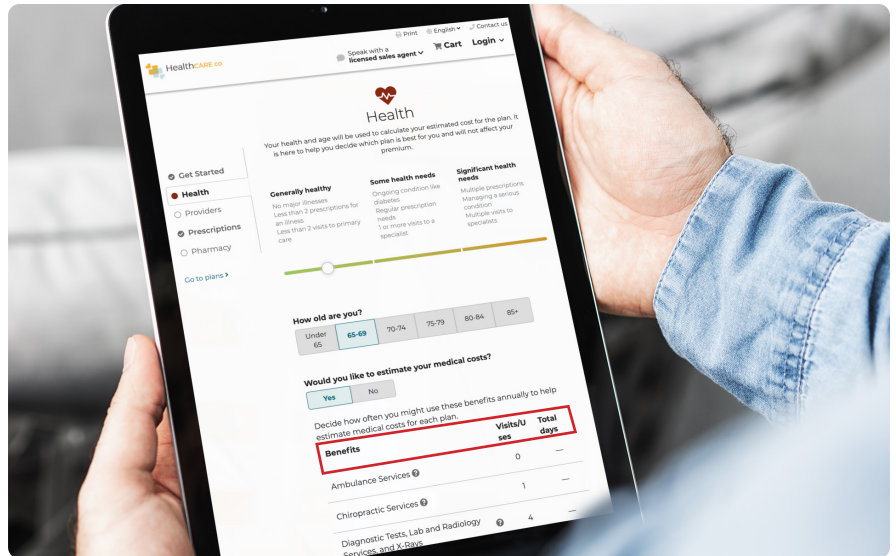 Print English Contact us
HealthCARE co
Speak with a
licensed sales agent
Cart
Login
Health
Your health and age will be used to calculate your estimated cost for the plan. It
is here to help you decide which plan is best for you and will not affect your
premium.
Get Started
Health
Providers
Prescriptions
Pharmacy
Go to plans
Generally healthy
No major illnesses
Less than 2 prescriptions for
an illness
Less than 2 visits to primary
care
Some health needs
Ongoing condition like
diabetes
Regular prescription
needs
1 or more visits to a
specialist
Significant health
needs
Multiple prescriptions
Managing a serious
condition
Multiple visits to
specialists
How old are you?
Under
65
65-69
70-74
75-79
80-84
85+
Would you like to estimate your medical costs?
Yes No
Decide how often you might use these benefits annually to help
estimate medical costs for each plan.
Benefits
Visits/U
ses
Total
days
Ambulance Services ? 0 —
Chiropractic Services ? 1 —
Diagnostic Tests, Lab and Radiology
Services, and X-Rays ? 4 —